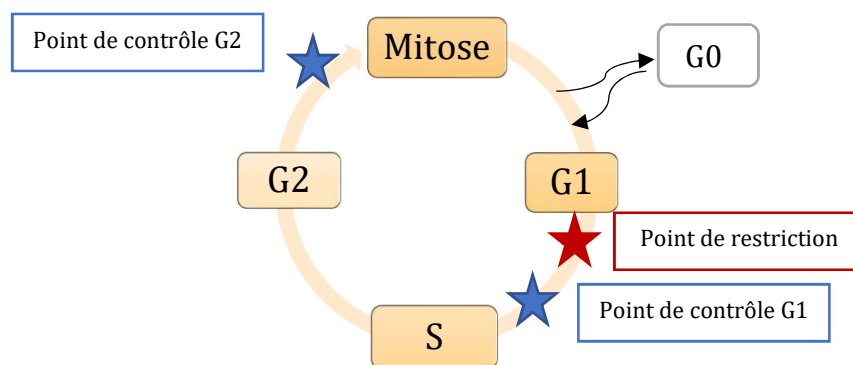 Point de contrôle G2
Mitose
G0
G2
G1
Point de restriction
Point de contrôle G1
S